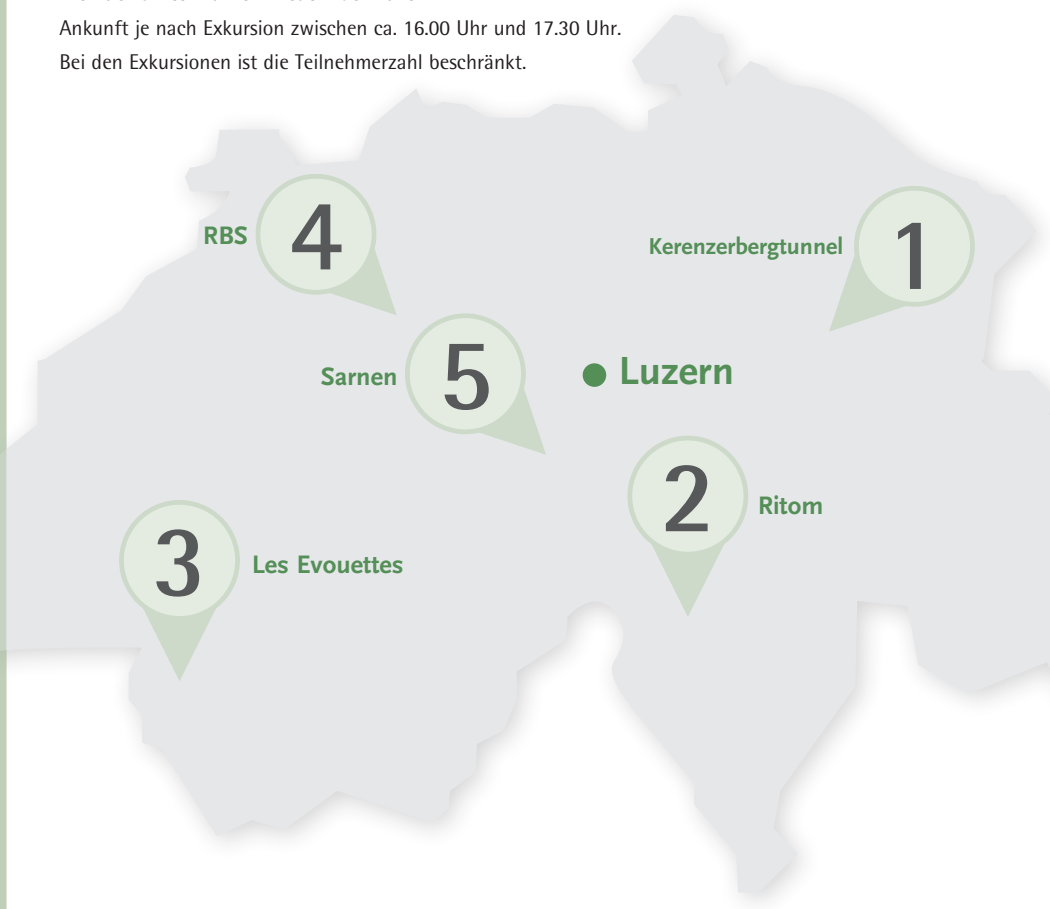 Ankunft je nach Exkursion zwischen ca. 16.00 Uhr und 17.30 Uhr.
Bei den Exkursionen ist die Teilnehmerzahl beschränkt.
RBS 4
Kerenzerbergtunnel 1
Sarnen 5
Luzern
2 Ritom
3 Les Evouettes